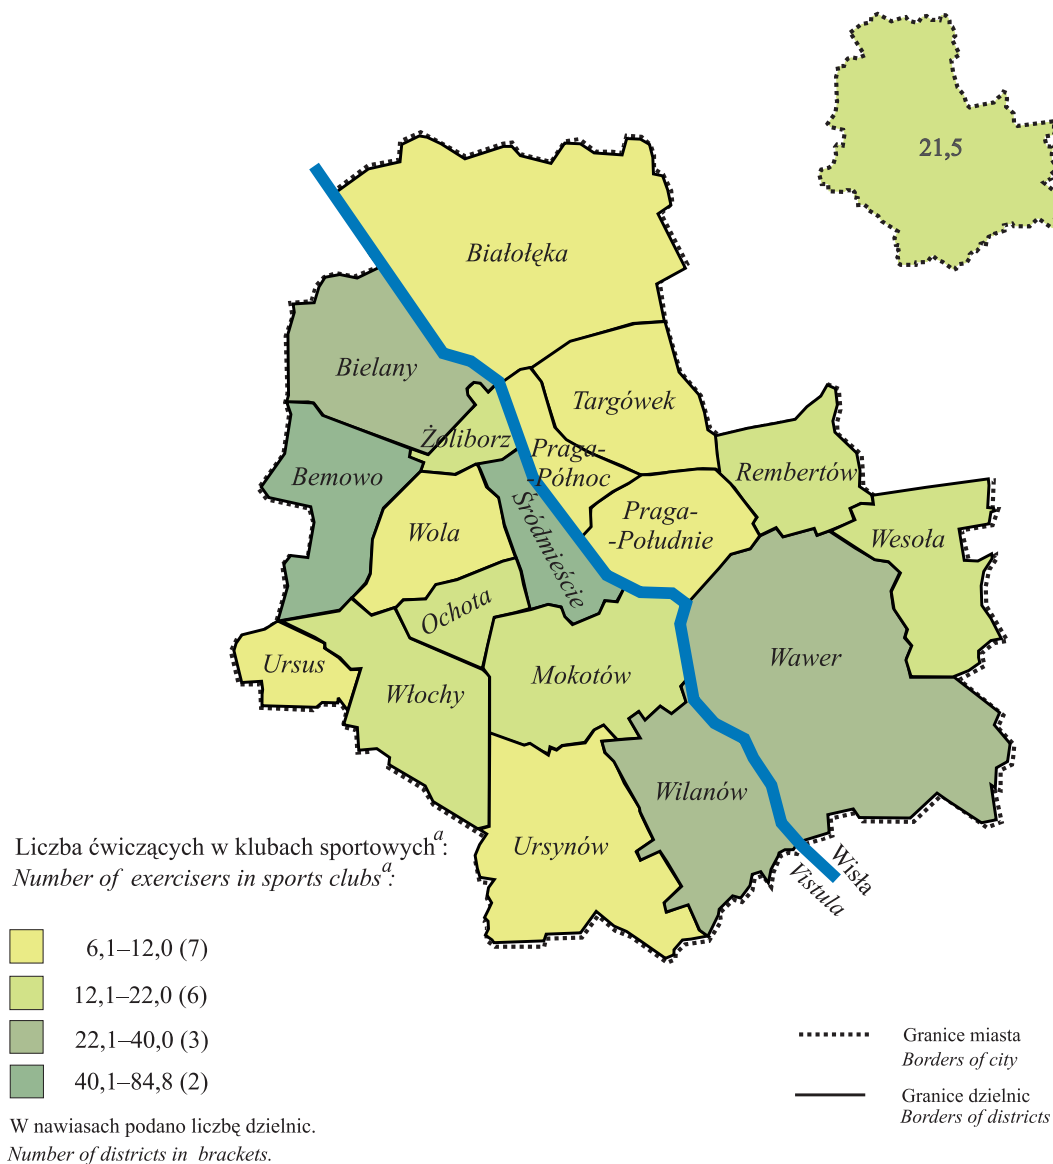 21,5
Białołęka
Bielany
Targówek
Żoliborz
Praga-
-Północ
Bemowo
Rembertów
Śródmieście
Praga-
-Południe
Wola
Wesoła
Ochota
Ursus
Włochy
Mokotów
Wawer
Wilanów
Ursynów
Wisła
Vistula
Liczba ćwiczących w klubach sportowych a:
Number of exercisers in sports clubs a:
6,1–12,0 (7)
12,1–22,0 (6)
22,1–40,0 (3)
40,1–84,8 (2)
W nawiasach podano liczbę dzielnic.
Number of districts in brackets.
Granice miasta
Borders of city
Granice dzielnic
Borders of districts